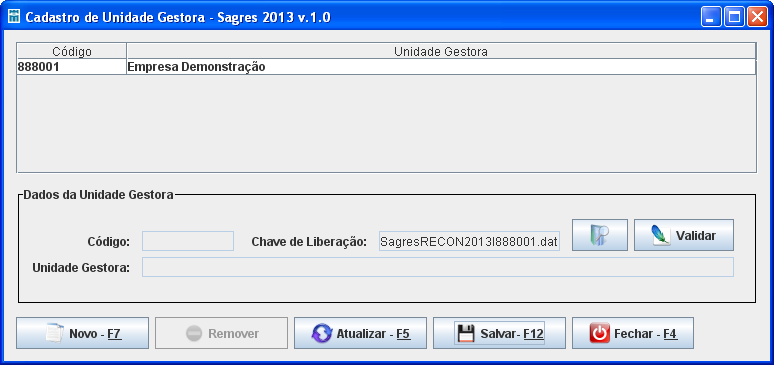 Cadastro de Unidade Gestora - Sagres 2013 v.1.0
Código Unidade Gestora
888001 Empresa Demonstração
Dados da Unidade Gestora
Código: Chave de Liberação: SagresRECON2013I888001.dat Validar
Unidade Gestora:
Novo - F7 Remover Atualizar - F5 Salvar- F12 Fechar - F4